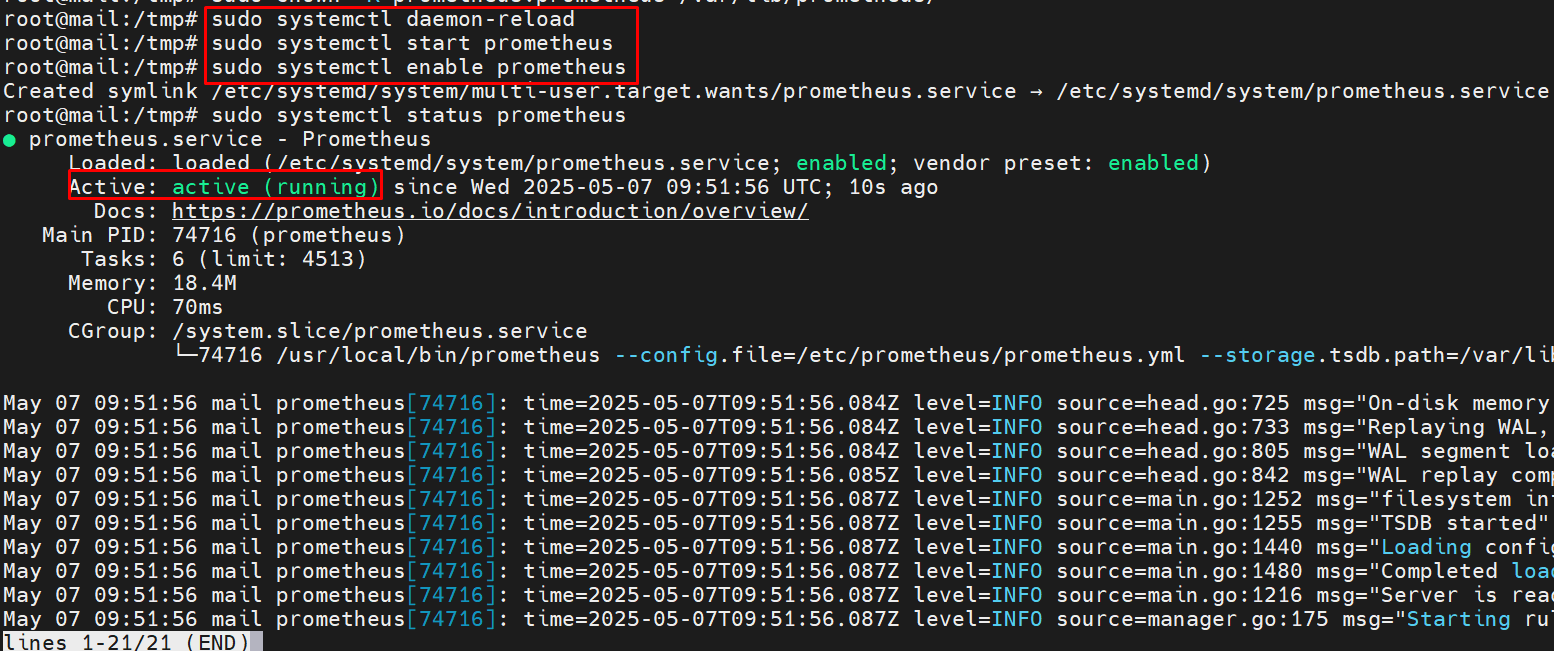 root@mail:/tmp# sudo chown -R prometheus:prometheus /var/lib/prometheus/
root@mail:/tmp# sudo systemctl daemon-reload
root@mail:/tmp# sudo systemctl start prometheus
root@mail:/tmp# sudo systemctl enable prometheus
Created symlink /etc/systemd/system/multi-user.target.wants/prometheus.service → /etc/systemd/system/prometheus.service
root@mail:/tmp# sudo systemctl status prometheus
● prometheus.service - Prometheus
Loaded: loaded (/etc/systemd/system/prometheus.service; enabled; vendor preset: enabled)
Active: active (running) since Wed 2025-05-07 09:51:56 UTC; 10s ago
Docs: https://prometheus.io/docs/introduction/overview/
Main PID: 74716 (prometheus)
Tasks: 6 (limit: 4513)
Memory: 18.4M
CPU: 70ms
CGroup: /system.slice/prometheus.service
└─74716 /usr/local/bin/prometheus --config.file=/etc/prometheus/prometheus.yml --storage.tsdb.path=/var/lib
May 07 09:51:56 mail prometheus[74716]: time=2025-05-07T09:51:56.084Z level=INFO source=head.go:725 msg="On-disk memory
May 07 09:51:56 mail prometheus[74716]: time=2025-05-07T09:51:56.084Z level=INFO source=head.go:733 msg="Replaying WAL,
May 07 09:51:56 mail prometheus[74716]: time=2025-05-07T09:51:56.084Z level=INFO source=head.go:805 msg="WAL segment loa
May 07 09:51:56 mail prometheus[74716]: time=2025-05-07T09:51:56.085Z level=INFO source=head.go:842 msg="WAL replay comp
May 07 09:51:56 mail prometheus[74716]: time=2025-05-07T09:51:56.087Z level=INFO source=main.go:1252 msg="filesystem inf
May 07 09:51:56 mail prometheus[74716]: time=2025-05-07T09:51:56.087Z level=INFO source=main.go:1255 msg="TSDB started"
May 07 09:51:56 mail prometheus[74716]: time=2025-05-07T09:51:56.087Z level=INFO source=main.go:1440 msg="Loading config
May 07 09:51:56 mail prometheus[74716]: time=2025-05-07T09:51:56.087Z level=INFO source=main.go:1480 msg="Completed load
May 07 09:51:56 mail prometheus[74716]: time=2025-05-07T09:51:56.087Z level=INFO source=main.go:1216 msg="Server is read
May 07 09:51:56 mail prometheus[74716]: time=2025-05-07T09:51:56.087Z level=INFO source=manager.go:175 msg="Starting rul
lines 1-21/21 (END)